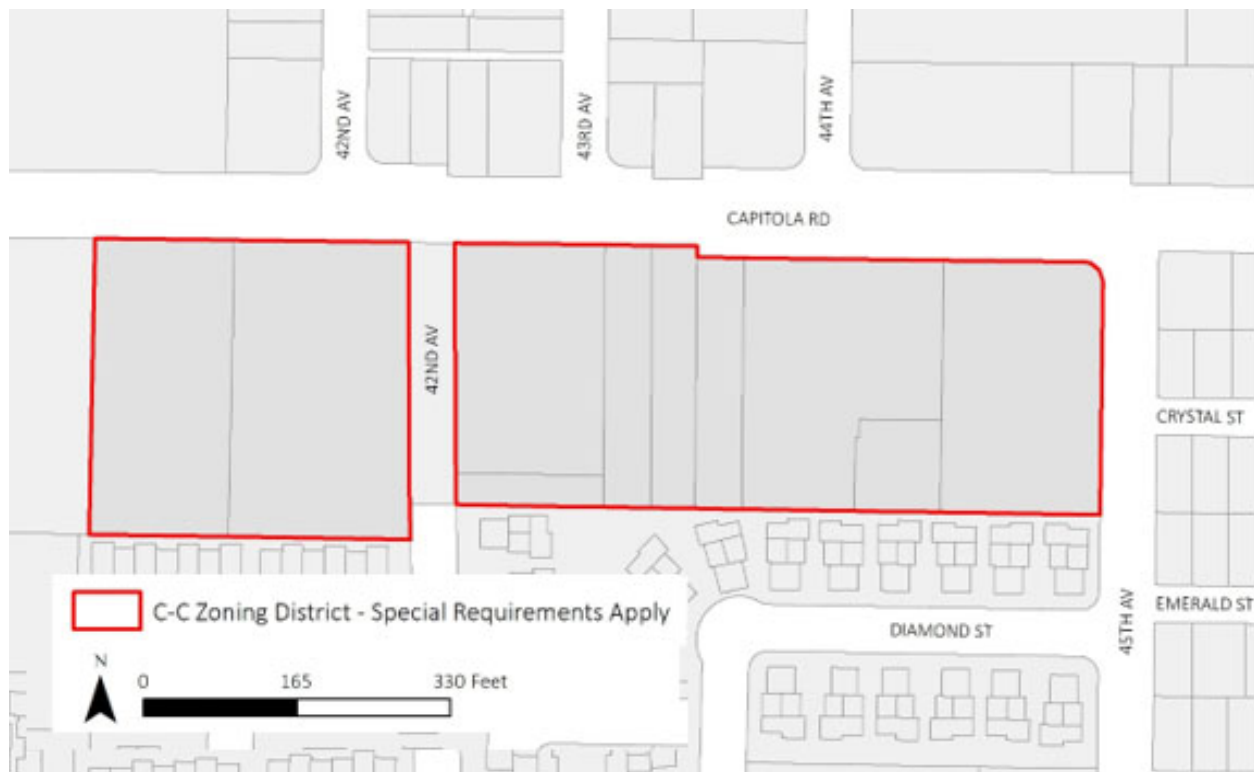 42ND AV
43RD AV
44TH AV
CAPITOLA RD
42ND AV
CRYSTAL ST
C-C Zoning District - Special Requirements Apply
EMERALD ST
DIAMOND ST
45TH AV
N
0 165 330 Feet